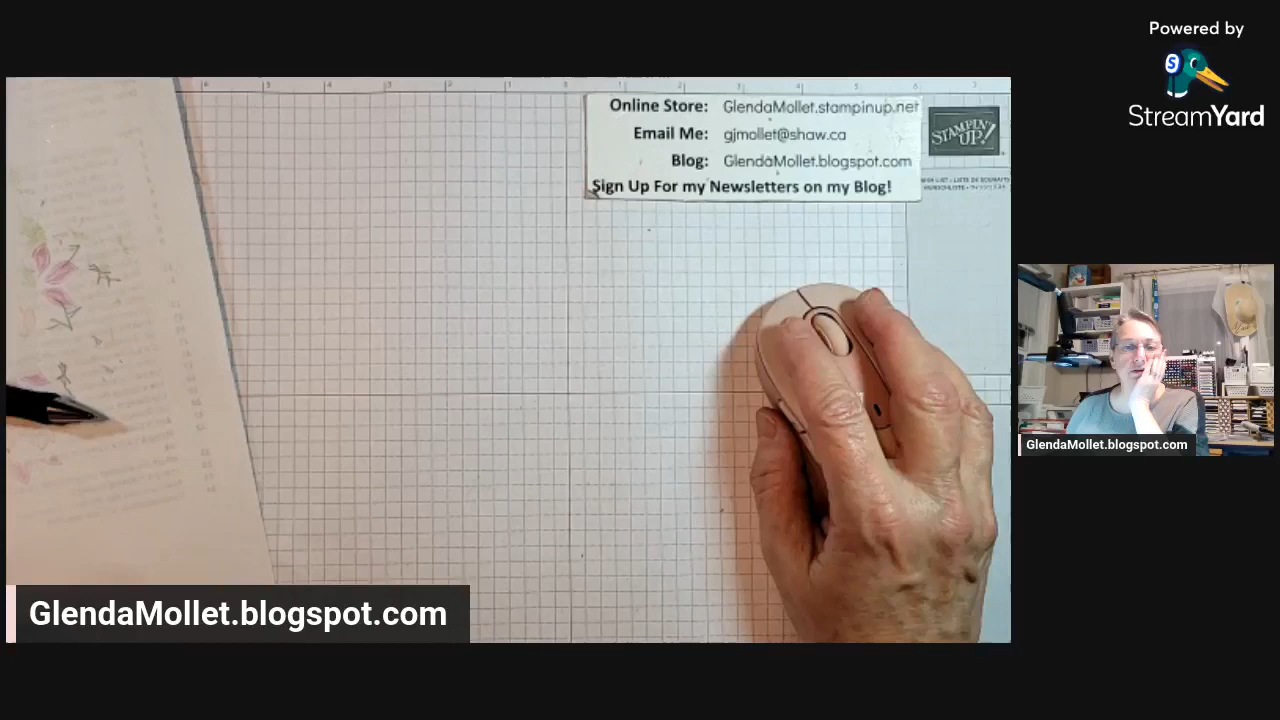 Powered by
StreamYard
Online Store: GlendaMollet.stampinup.net
Email Me: gjmollet@shaw.ca
Blog: GlendaMollet.blogspot.com
Sign Up For my Newsletters on my Blog!
STAMPIN' UP!
GlendaMollet.blogspot.com
GlendaMollet.blogspot.com